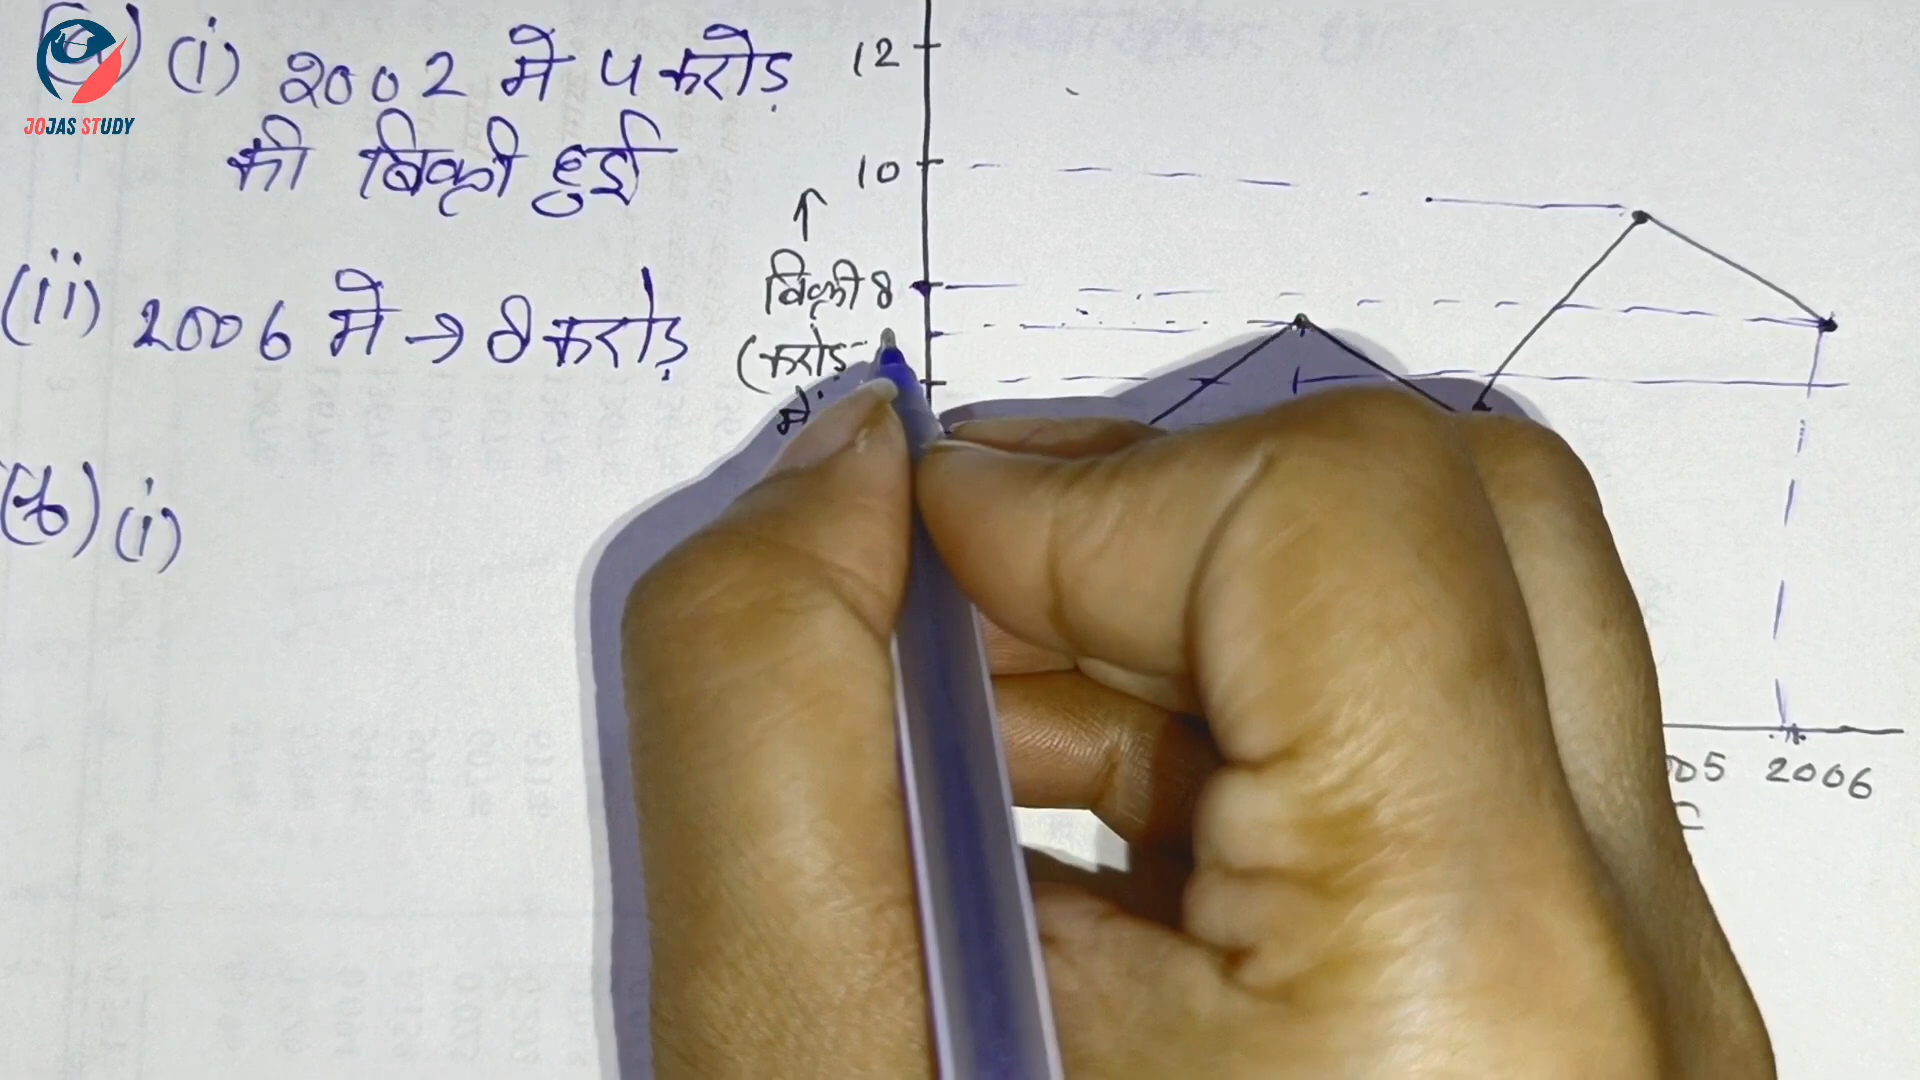 JOJAS STUDY
(i) 2002 में 4 करोड़
की बिक्री हुई
(ii) 2006 में → 8 करोड़
(ख) (i)
12
10
8
बिक्री
(करोड़
में
2006